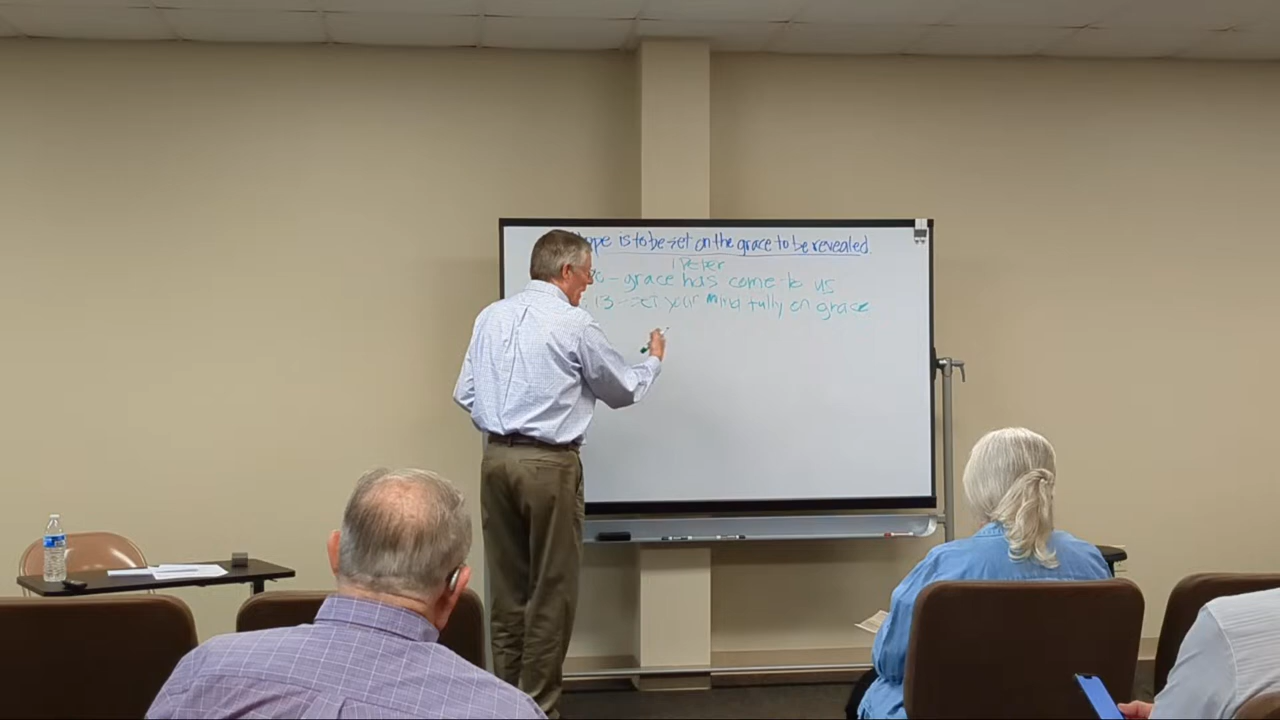 ope is to be set on the grace to be revealed.
1 Peter
- grace has come to us
13 - set your mind fully on grace